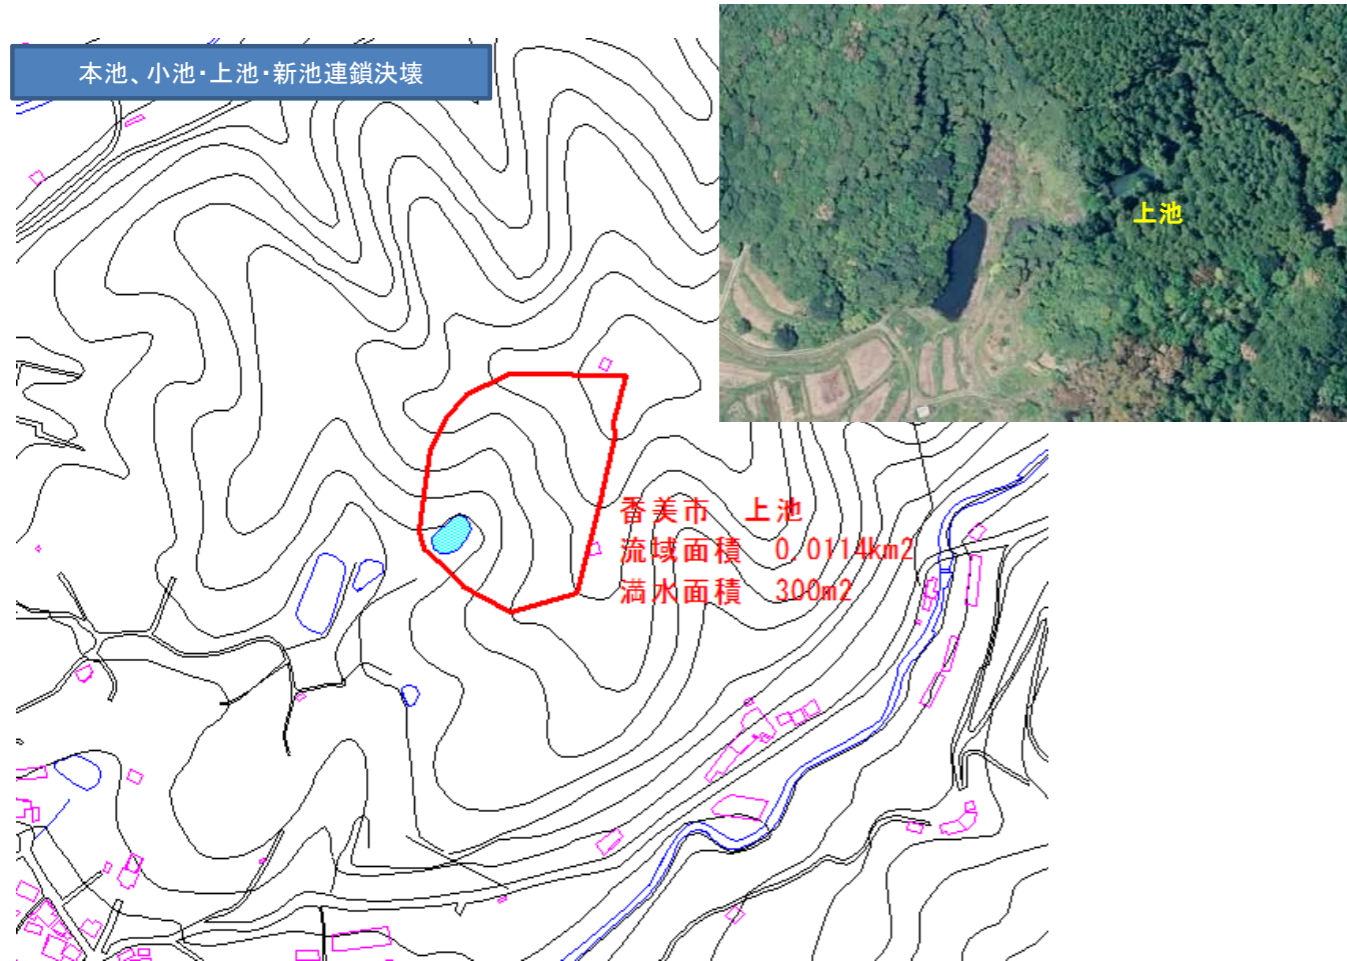 本池、小池・上池・新池連鎖決壊
上池
香美市　上池
流域面積　0.0114km2
満水面積　300m2